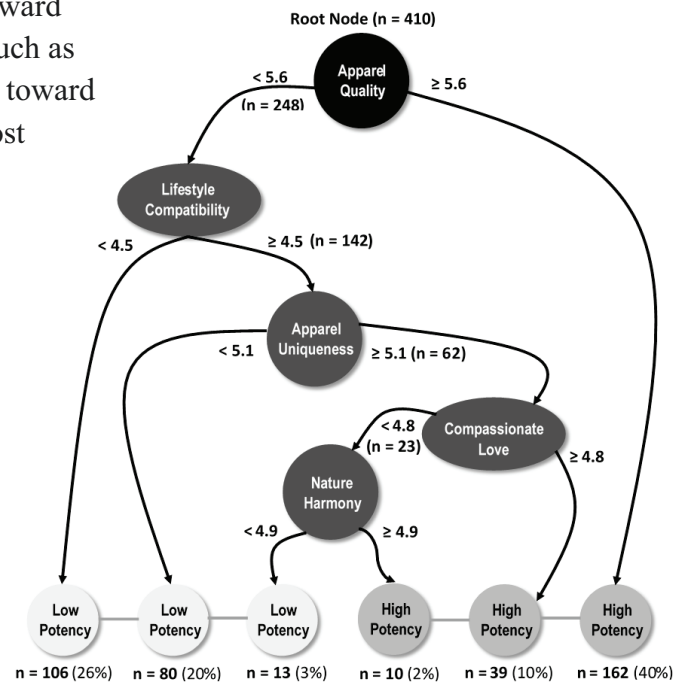 ward
uch as
toward
ost
Root Node (n = 410)
Apparel
Quality
< 5.6
(n = 248)
≥ 5.6
Lifestyle
Compatibility
< 4.5
≥ 4.5 (n = 142)
Apparel
Uniqueness
< 5.1
≥ 5.1 (n = 62)
Compassionate
Love
< 4.8
(n = 23)
≥ 4.8
Nature
Harmony
< 4.9
≥ 4.9
Low
Potency
Low
Potency
Low
Potency
High
Potency
High
Potency
High
Potency
n = 106 (26%)
n = 80 (20%)
n = 13 (3%)
n = 10 (2%)
n = 39 (10%)
n = 162 (40%)